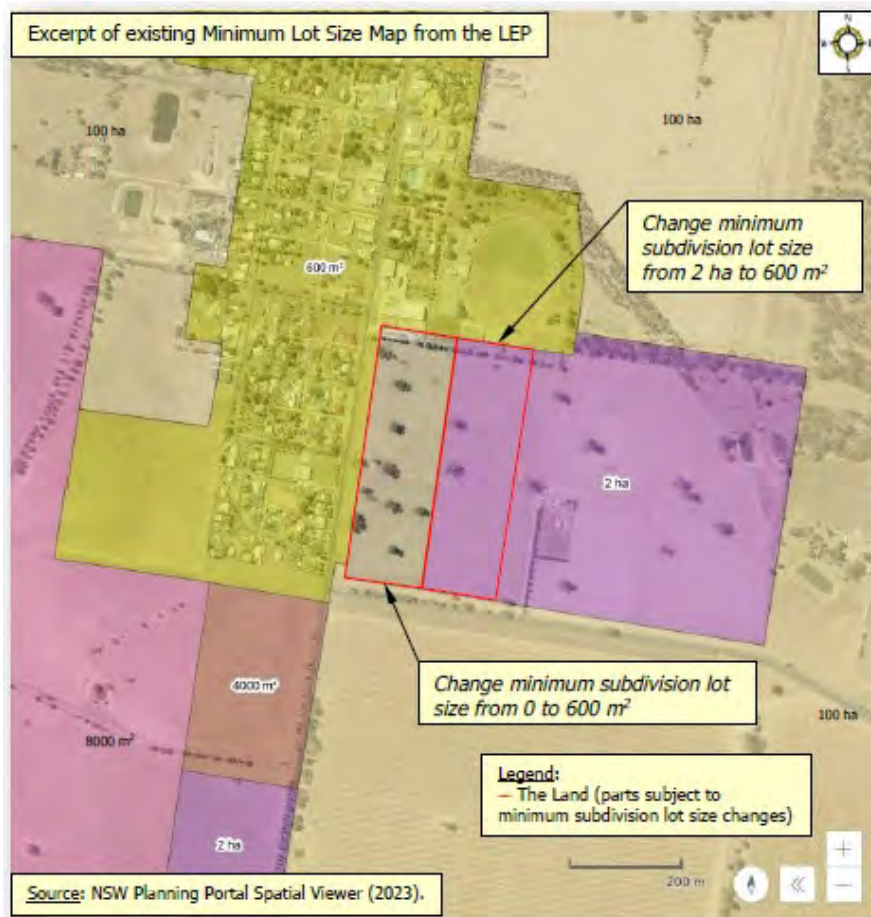 Excerpt of existing Minimum Lot Size Map from the LEP
N
100 ha
100 ha
Change minimum
subdivision lot size
from 2 ha to 600 m²
600 m²
2 ha
Change minimum subdivision lot
size from 0 to 600 m²
4000 m²
100 ha
8000 m²
Legend:
– The Land (parts subject to
minimum subdivision lot size changes)
2 ha
200 m
Source: NSW Planning Portal Spatial Viewer (2023).